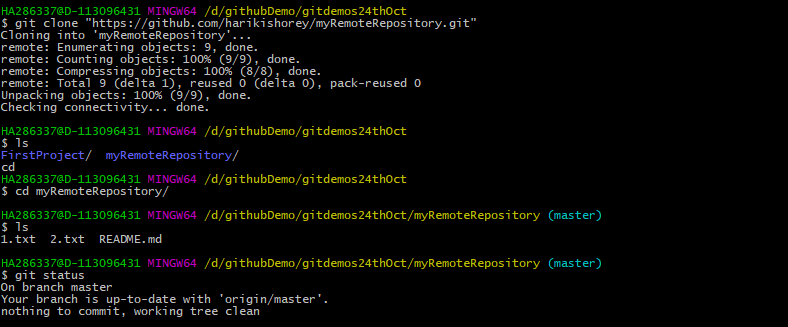 HA286337@D-113096431 MINGW64 /d/githubDemo/gitdemos24thOct
$ git clone "https://github.com/harikishorey/myRemoteRepository.git"
Cloning into 'myRemoteRepository'...
remote: Enumerating objects: 9, done.
remote: Counting objects: 100% (9/9), done.
remote: Compressing objects: 100% (8/8), done.
remote: Total 9 (delta 1), reused 0 (delta 0), pack-reused 0
Unpacking objects: 100% (9/9), done.
Checking connectivity... done.
HA286337@D-113096431 MINGW64 /d/githubDemo/gitdemos24thOct
$ ls
FirstProject/  myRemoteRepository/
cd
HA286337@D-113096431 MINGW64 /d/githubDemo/gitdemos24thOct
$ cd myRemoteRepository/
HA286337@D-113096431 MINGW64 /d/githubDemo/gitdemos24thOct/myRemoteRepository (master)
$ ls
1.txt  2.txt  README.md
HA286337@D-113096431 MINGW64 /d/githubDemo/gitdemos24thOct/myRemoteRepository (master)
$ git status
On branch master
Your branch is up-to-date with 'origin/master'.
nothing to commit, working tree clean